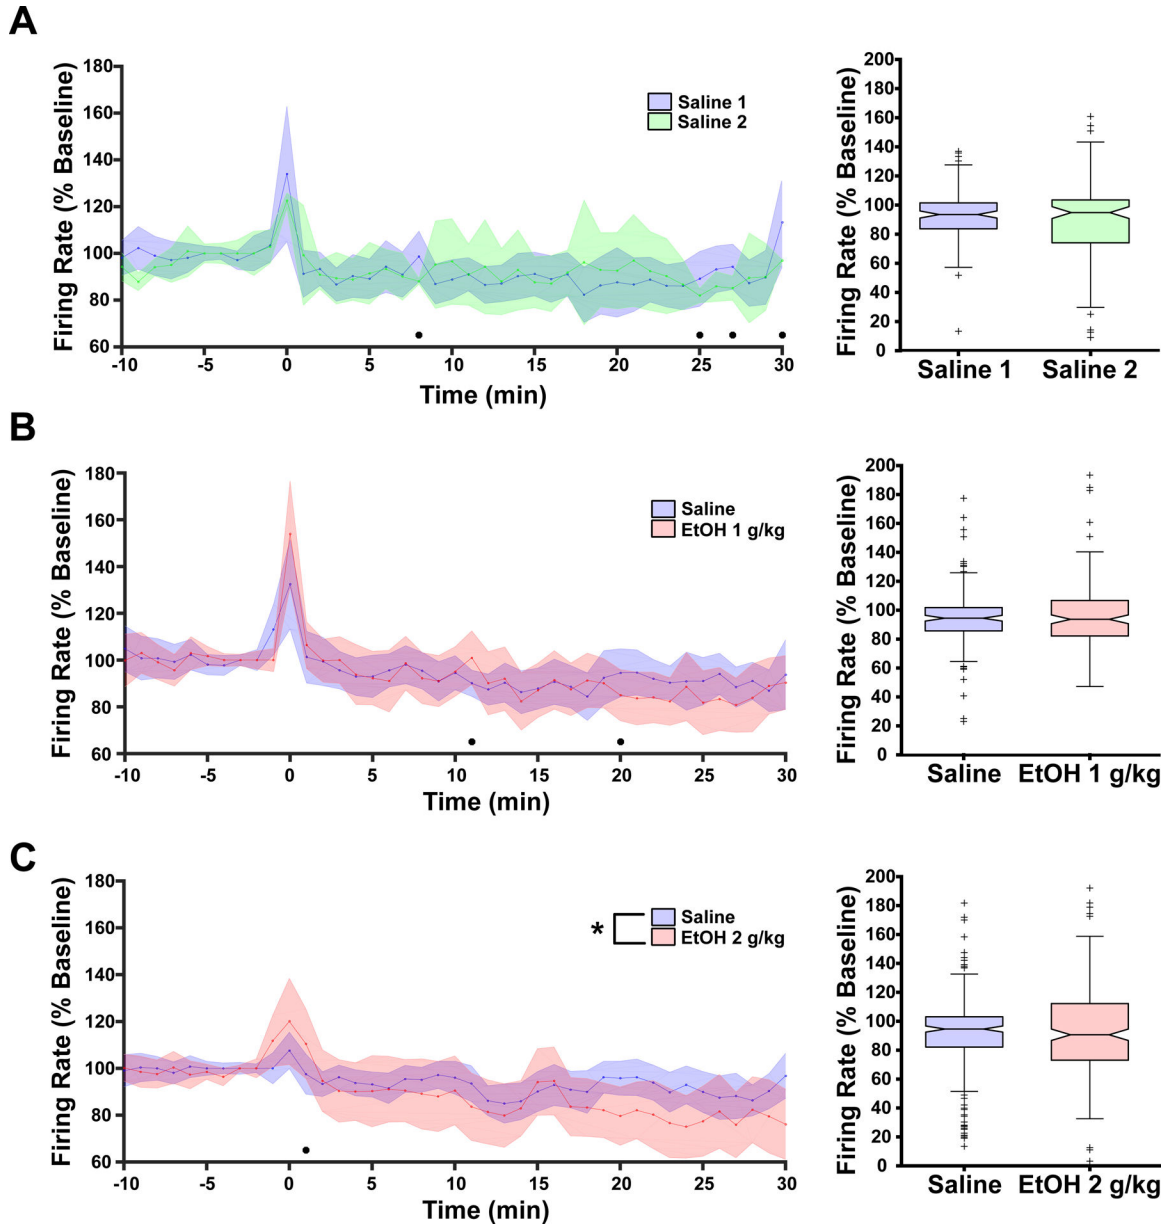 A
Firing Rate (% Baseline)
180
160
140
120
100
80
60
-10 -5 0 5 10 15 20 25 30
Time (min)
Saline 1
Saline 2
Firing Rate (% Baseline)
200
180
160
140
120
100
80
60
40
20
0
Saline 1 Saline 2
B
Firing Rate (% Baseline)
180
160
140
120
100
80
60
-10 -5 0 5 10 15 20 25 30
Time (min)
Saline
EtOH 1 g/kg
Firing Rate (% Baseline)
200
180
160
140
120
100
80
60
40
20
0
Saline EtOH 1 g/kg
C
Firing Rate (% Baseline)
180
160
140
120
100
80
60
-10 -5 0 5 10 15 20 25 30
Time (min)
*
Saline
EtOH 2 g/kg
Firing Rate (% Baseline)
200
180
160
140
120
100
80
60
40
20
0
Saline EtOH 2 g/kg